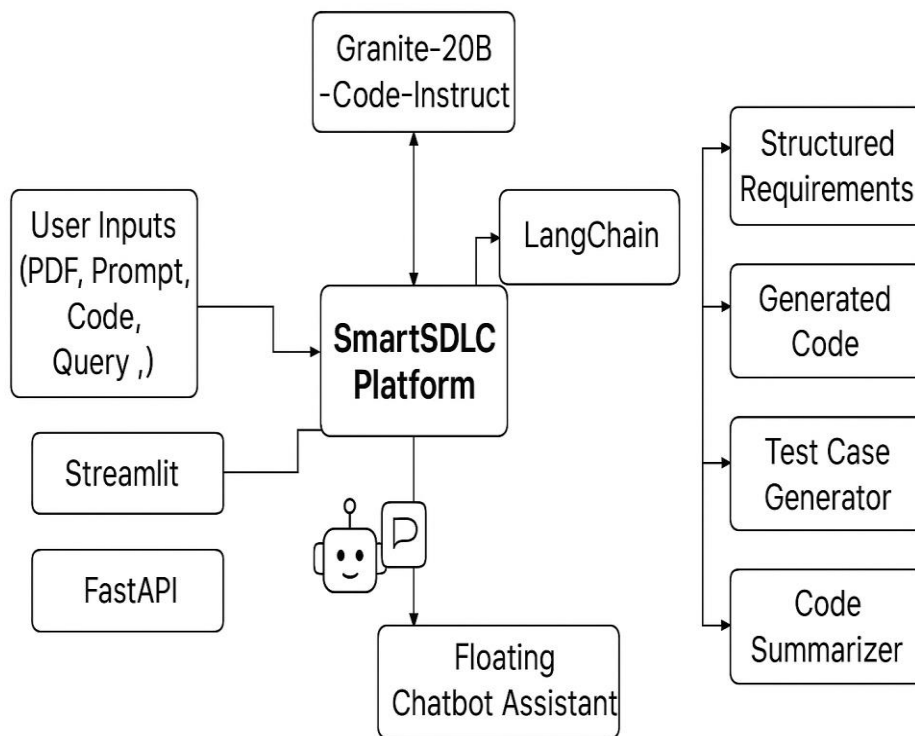 Granite-20B
-Code-Instruct
User Inputs
(PDF, Prompt,
Code,
Query ,)
LangChain
SmartSDLC
Platform
Streamlit
FastAPI
P
Floating
Chatbot Assistant
Structured
Requirements
Generated
Code
Test Case
Generator
Code
Summarizer